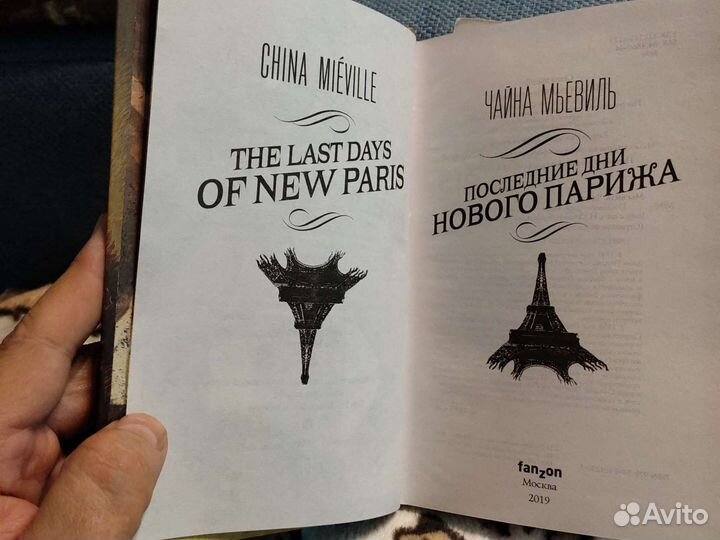 CHINA MIÉVILLE
THE LAST DAYS
OF NEW PARIS
ЧАЙНА МЬЕВИЛЬ
ПОСЛЕДНИЕ ДНИ
НОВОГО ПАРИЖА
fanzon
Москва
2019
Avito